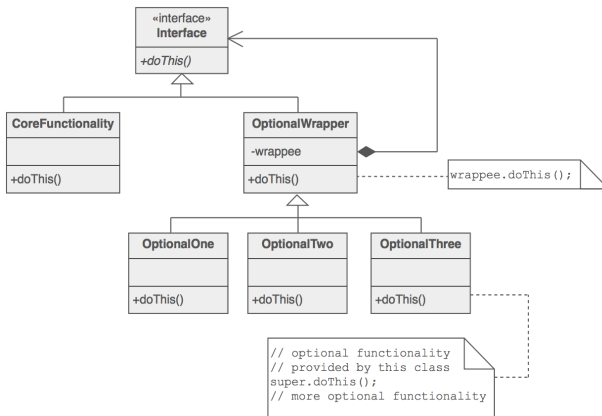 «interface»
Interface
+doThis()
CoreFunctionality
+doThis()
OptionalWrapper
-wrappee
+doThis()
wrappee.doThis();
OptionalOne
+doThis()
OptionalTwo
+doThis()
OptionalThree
+doThis()
// optional functionality
// provided by this class
super.doThis();
// more optional functionality